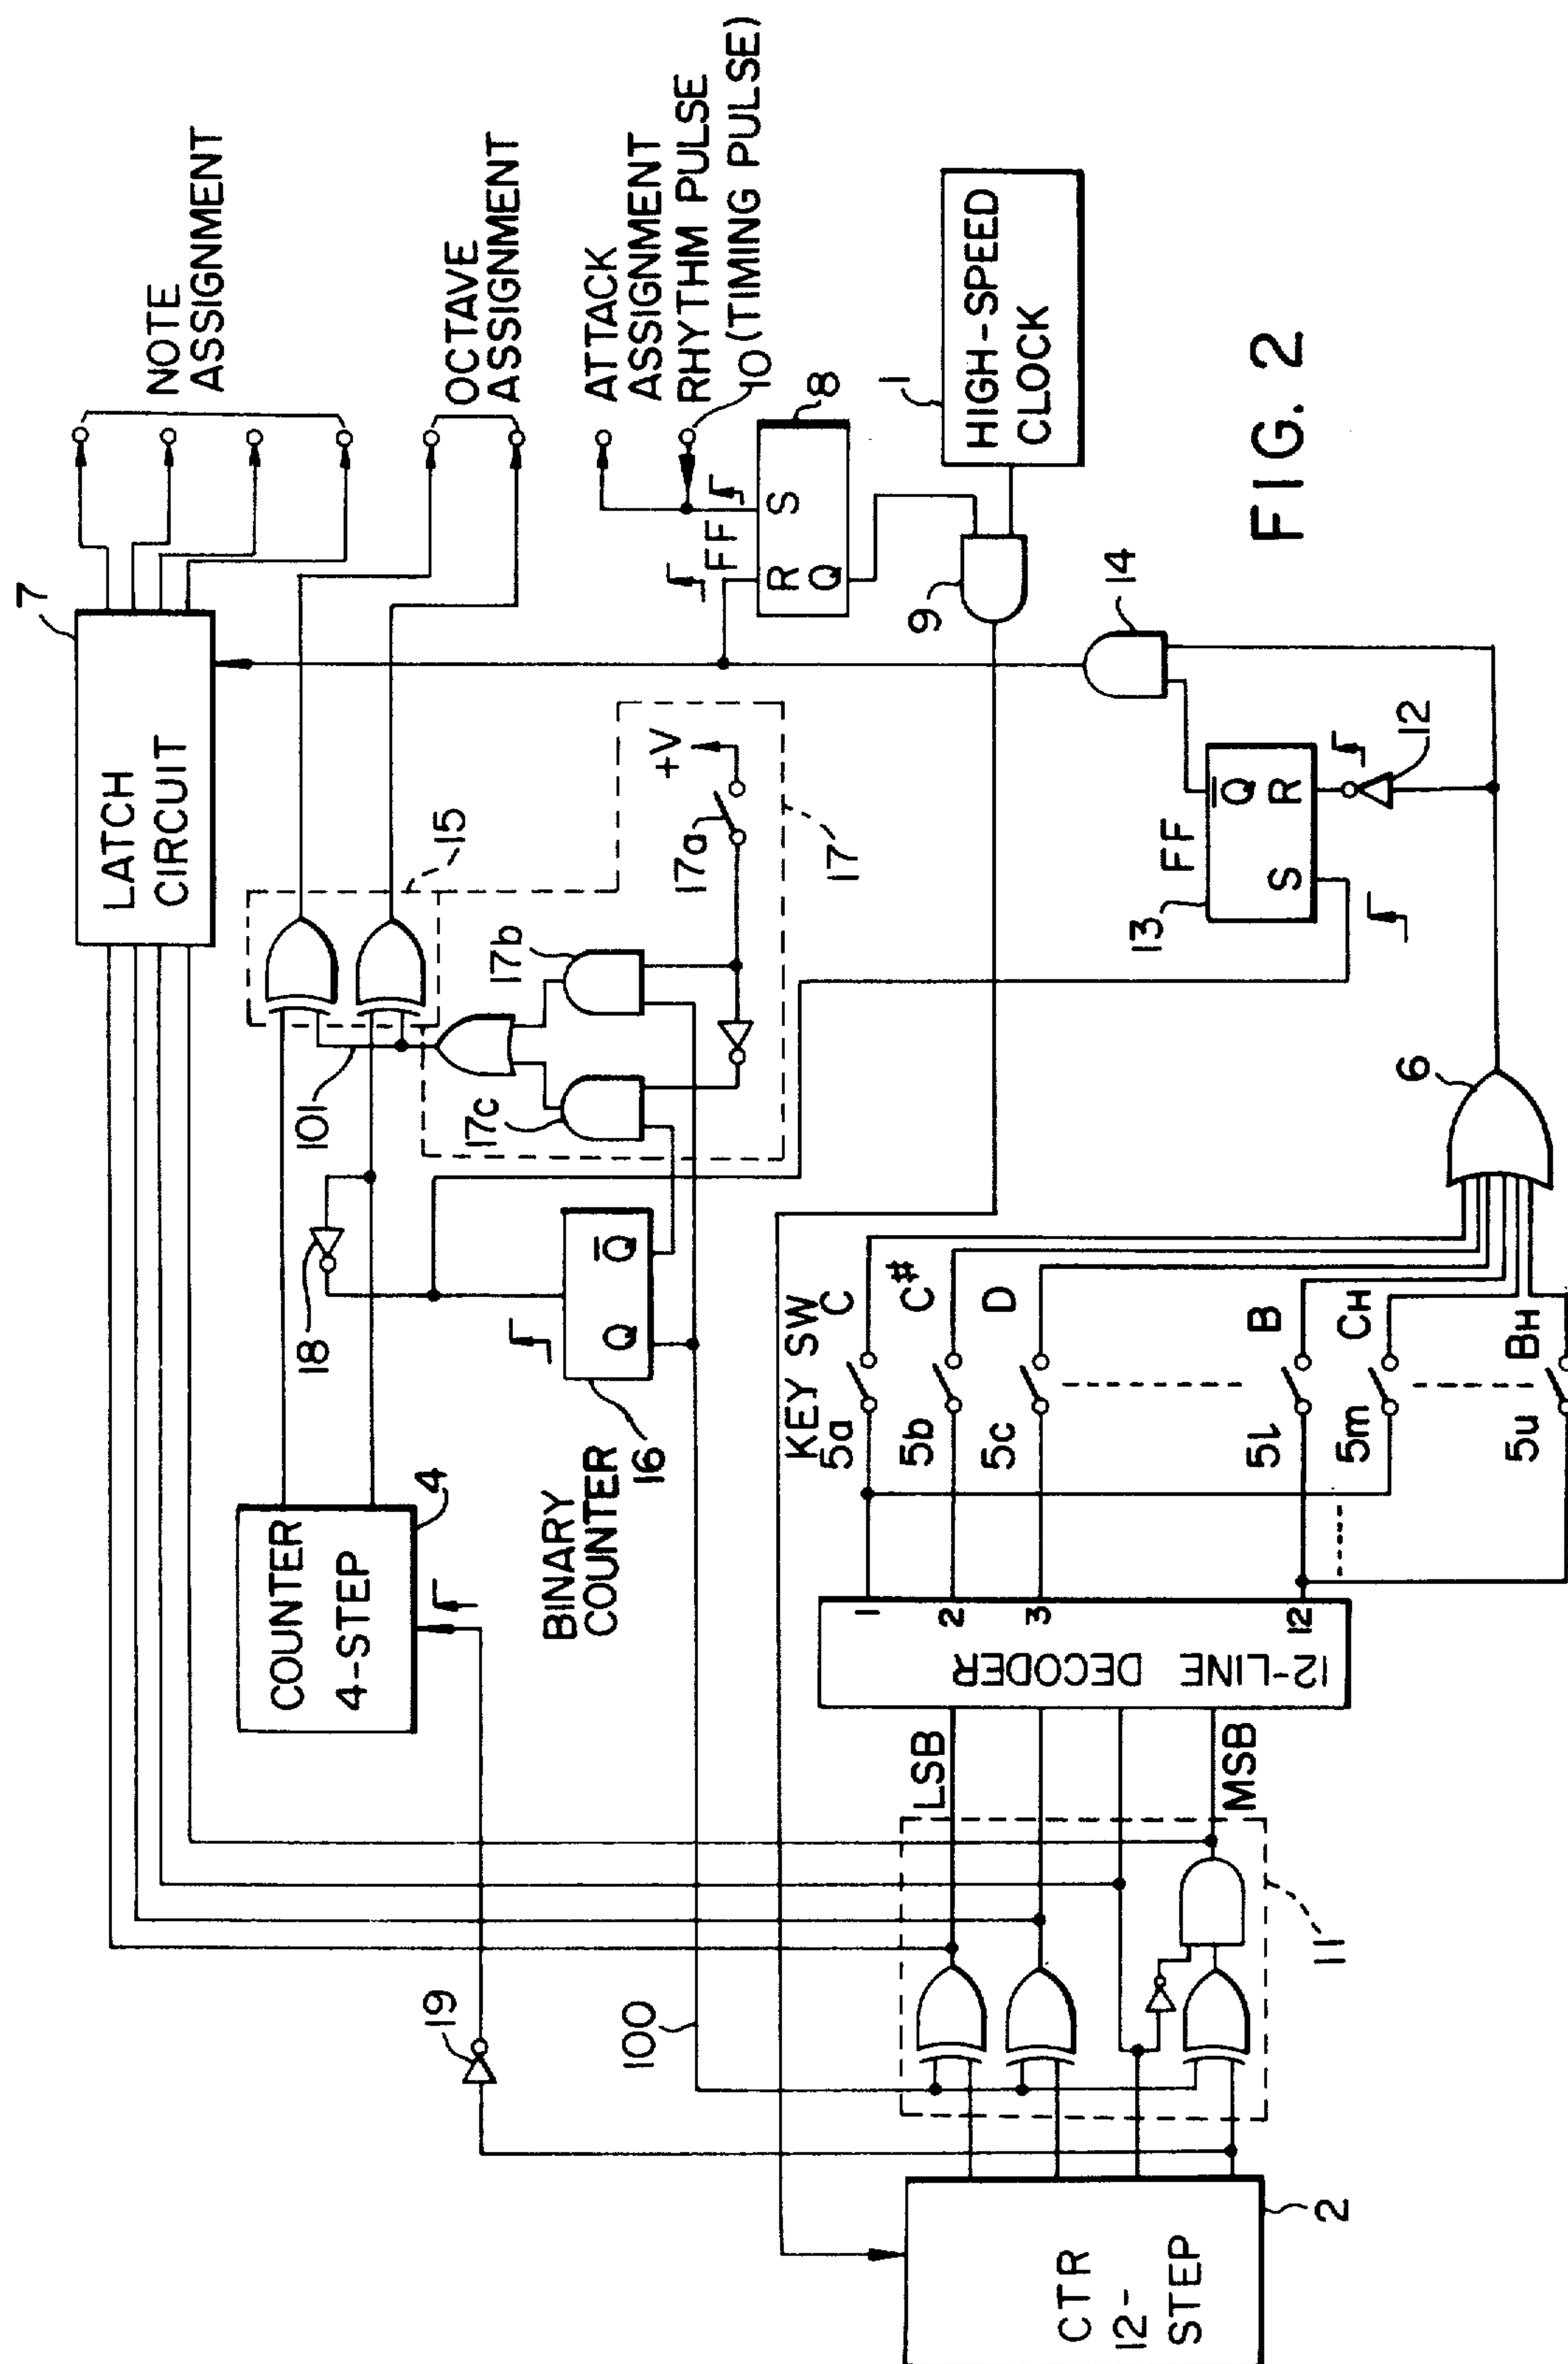 7
LATCH
CIRCUIT
NOTE
ASSIGNMENT
OCTAVE
ASSIGNMENT
ATTACK
ASSIGNMENT
RHYTHM PULSE
10 (TIMING PULSE)
HIGH-SPEED
CLOCK
1
FF
R
S
Q
8
9
14
15
17
+V
17a
17b
17c
101
18
COUNTER
4-STEP
4
BINARY
COUNTER
16
Q
Q̅
FF
13
S
Q̅
R
12
6
KEY SW
5a
C
5b
C#
5c
D
5l
B
5m
CH
5u
BH
12-LINE DECODER
1
2
3
12
LSB
MSB
11
19
100
CTR
12-
STEP
2
FIG. 2